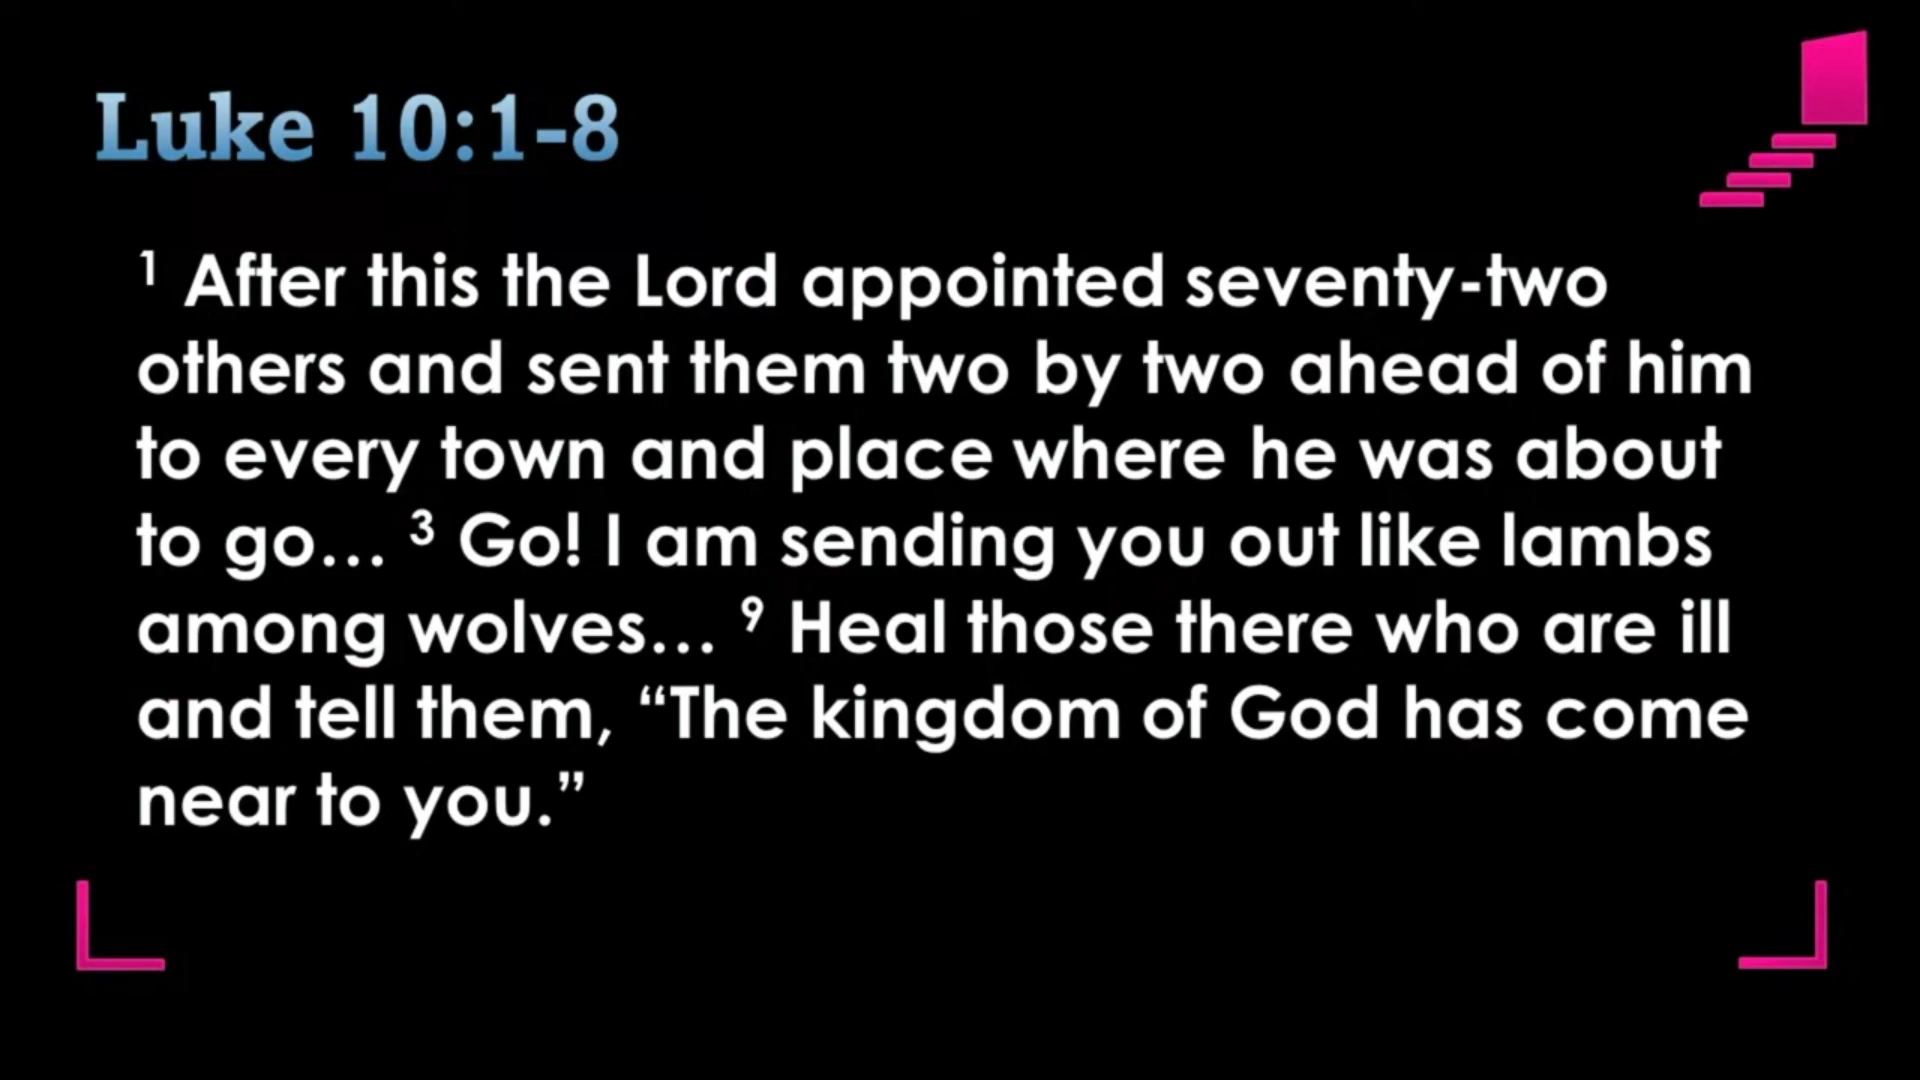 Luke 10:1-8
¹ After this the Lord appointed seventy-two
others and sent them two by two ahead of him
to every town and place where he was about
to go… ³ Go! I am sending you out like lambs
among wolves… ⁹ Heal those there who are ill
and tell them, “The kingdom of God has come
near to you.”